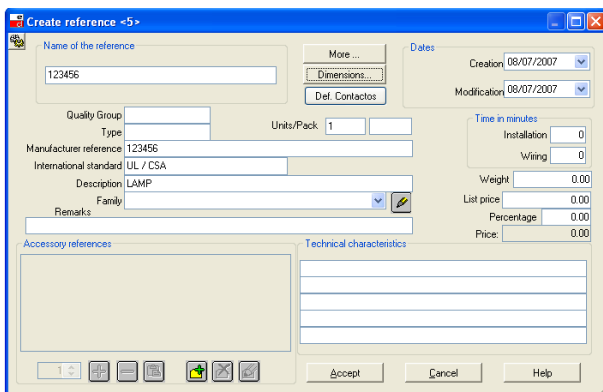 Create reference <5>
Name of the reference
123456
More ...
Dimensions...
Def. Contactos
Dates
Creation 08/07/2007
Modification 08/07/2007
Quality Group
Type
Units/Pack 1
Time in minutes
Installation 0
Wiring 0
Manufacturer reference 123456
International standard UL / CSA
Description LAMP
Family
Remarks
Weight 0.00
List price 0.00
Percentage 0.00
Price: 0.00
Accessory references
Technical characteristics
1
Accept
Cancel
Help